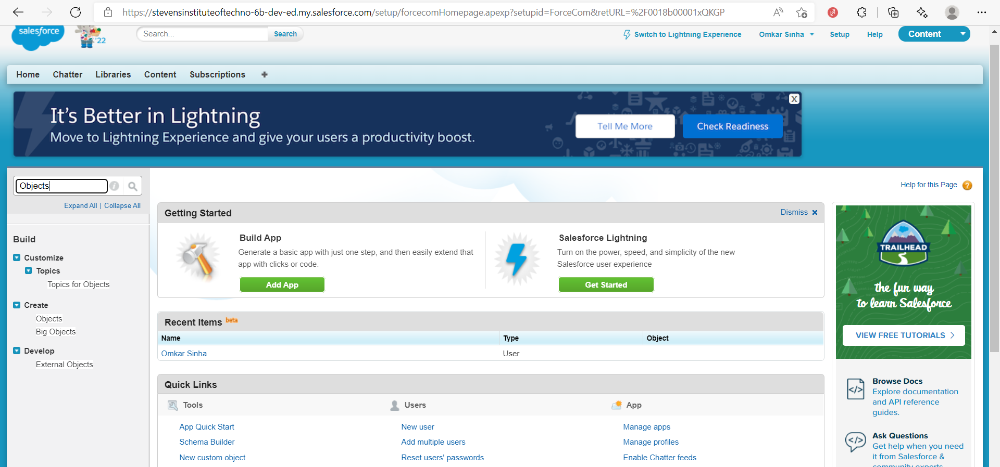 https://stevensinstituteoftechno-6b-dev-ed.my.salesforce.com/setup/forcecomHomepage.apexp?setupid=ForceCom&retURL=%2F0018b00001xQKGP
salesforce
'22
Search...
Search
Switch to Lightning Experience
Omkar Sinha
Setup
Help
Content
Home
Chatter
Libraries
Content
Subscriptions
It's Better in Lightning
Move to Lightning Experience and give your users a productivity boost.
Tell Me More
Check Readiness
X
Objects
Expand All | Collapse All
Build
Customize
Topics
Topics for Objects
Create
Objects
Big Objects
Develop
External Objects
Help for this Page
Getting Started
Dismiss
Build App
Generate a basic app with just one step, and then easily extend that
app with clicks or code.
Add App
Salesforce Lightning
Turn on the power, speed, and simplicity of the new
Salesforce user experience
Get Started
Recent Items beta
Name Type Object
Omkar Sinha User
Quick Links
Tools
App Quick Start
Schema Builder
New custom object
Users
New user
Add multiple users
Reset users' passwords
App
Manage apps
Manage profiles
Enable Chatter feeds
TRAILHEAD
the fun way
to learn Salesforce
VIEW FREE TUTORIALS
Browse Docs
Explore documentation
and API reference
guides.
Ask Questions
Get help when you need
it from Salesforce &
community experts